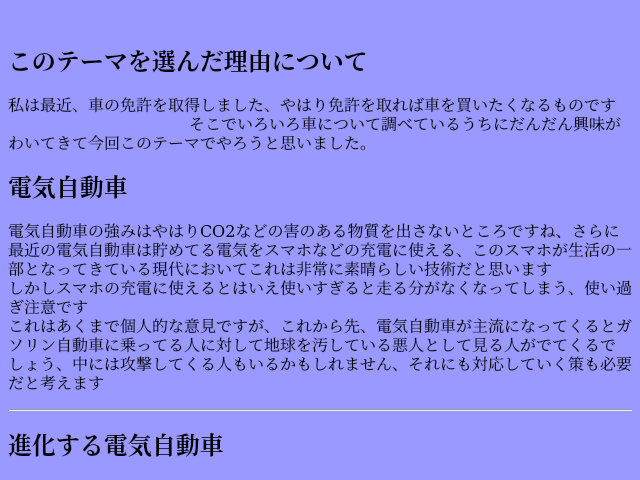 このテーマを選んだ理由について
私は最近、車の免許を取得しました、やはり免許を取れば車を買いたくなるものです
そこでいろいろ車について調べているうちにだんだん興味が
わいてきて今回このテーマでやろうと思いました。
電気自動車
電気自動車の強みはやはりCO2などの害のある物質を出さないところですね、さらに
最近の電気自動車は貯めてる電気をスマホなどの充電に使える、このスマホが生活の一
部となってきている現代においてこれは非常に素晴らしい技術だと思います
しかしスマホの充電に使えるとはいえ使いすぎると走る分がなくなってしまう、使い過
ぎ注意です
これはあくまで個人的な意見ですが、これから先、電気自動車が主流になってくるとガ
ソリン自動車に乗ってる人に対して地球を汚している悪人として見る人がでてくるで
しょう、中には攻撃してくる人もいるかもしれません、それにも対応していく策も必要
だと考えます
進化する電気自動車